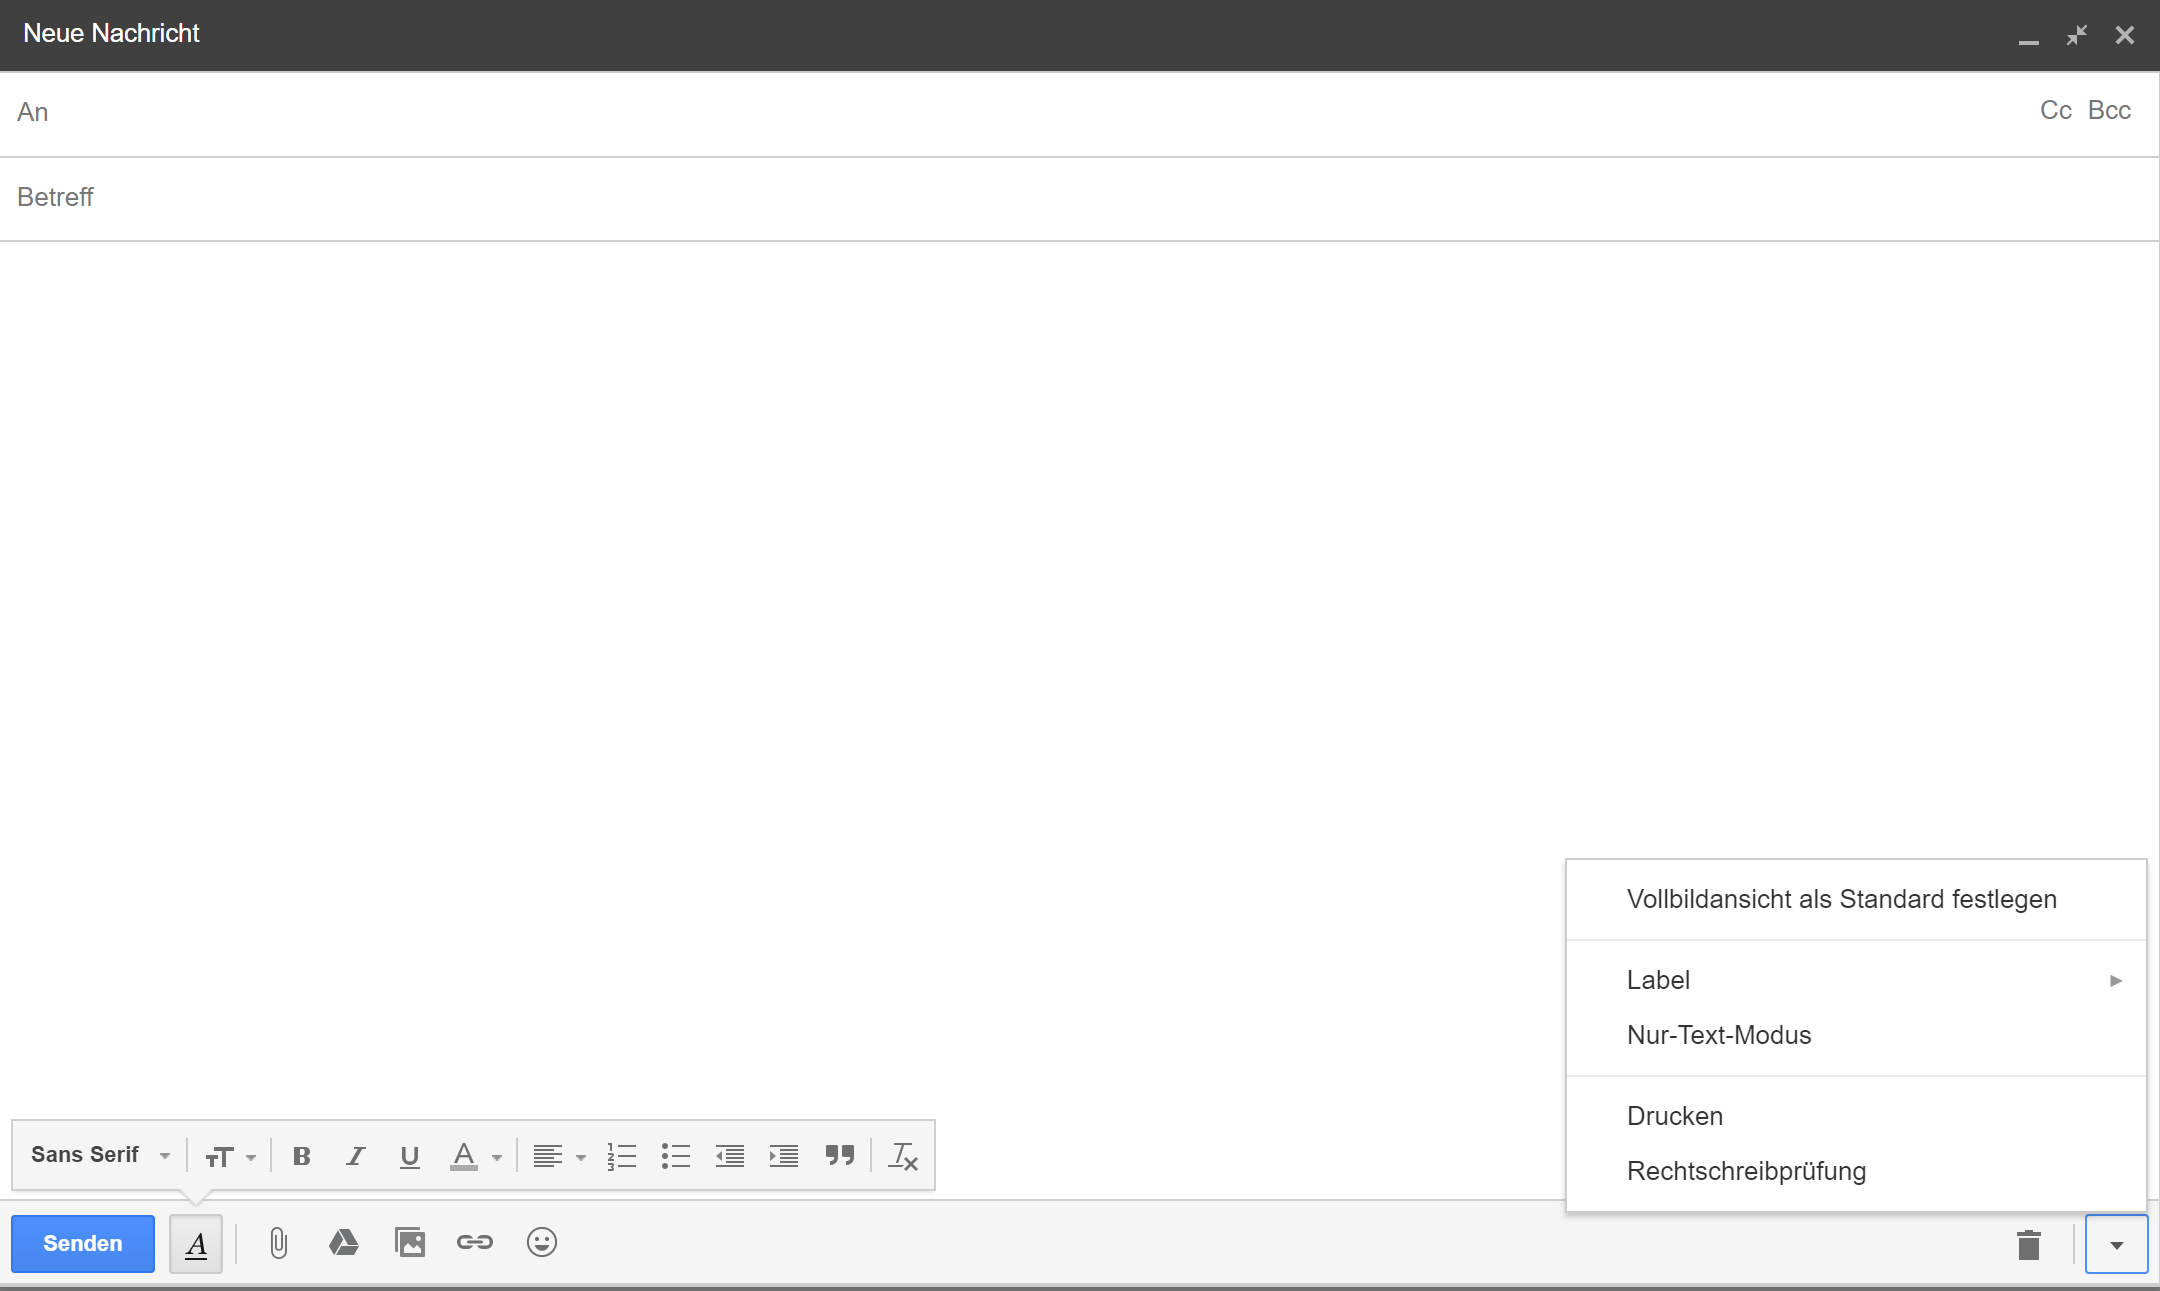 Neue Nachricht
An
Cc Bcc
Betreff
Vollbildansicht als Standard festlegen
Label
Nur-Text-Modus
Drucken
Rechtschreibprüfung
Sans Serif
Senden